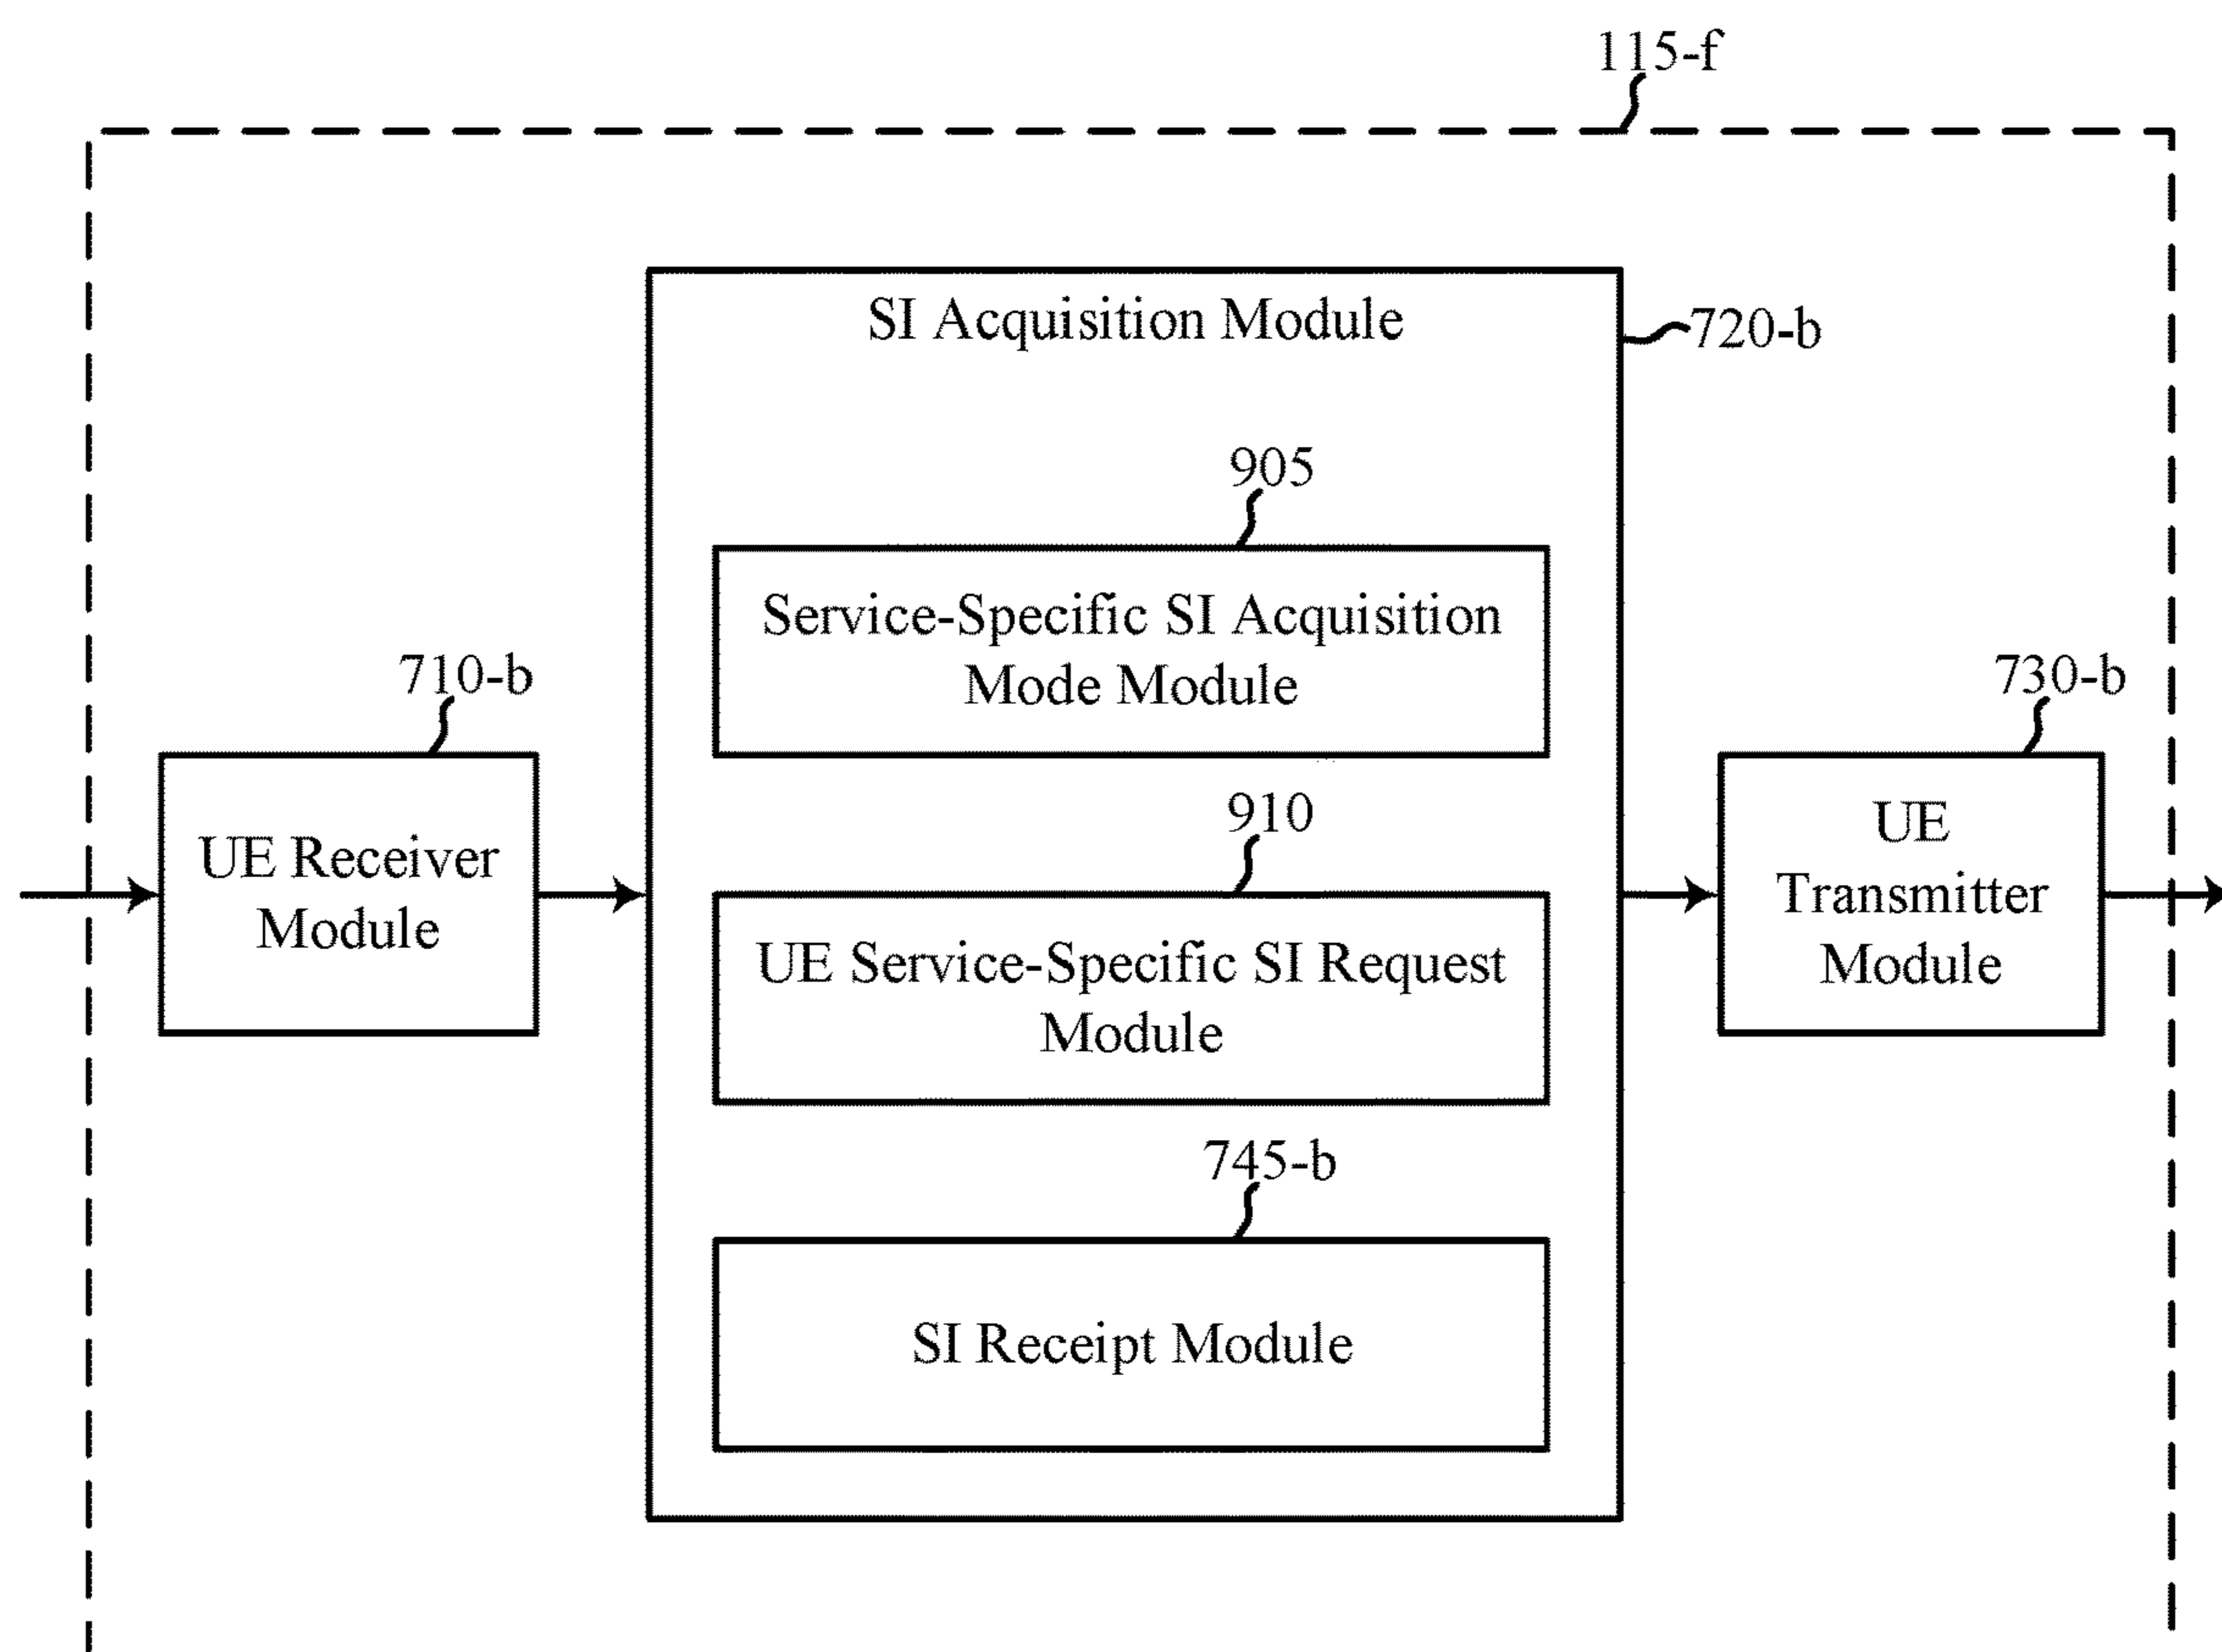 115-f
SI Acquisition Module
720-b
905
Service-Specific SI Acquisition
Mode Module
710-b
730-b
UE Receiver
Module
910
UE Service-Specific SI Request
Module
UE
Transmitter
Module
745-b
SI Receipt Module